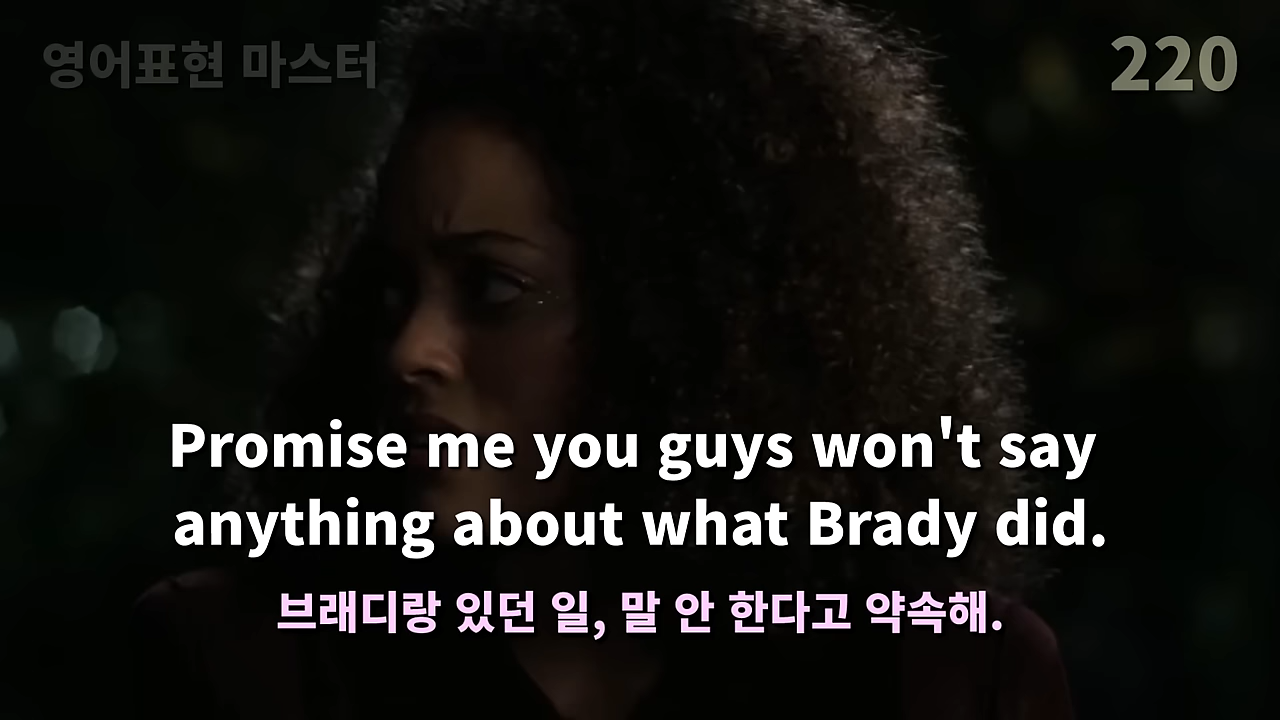 영어표현 마스터
220
Promise me you guys won't say
anything about what Brady did.
브래디랑 있던 일, 말 안 한다고 약속해.